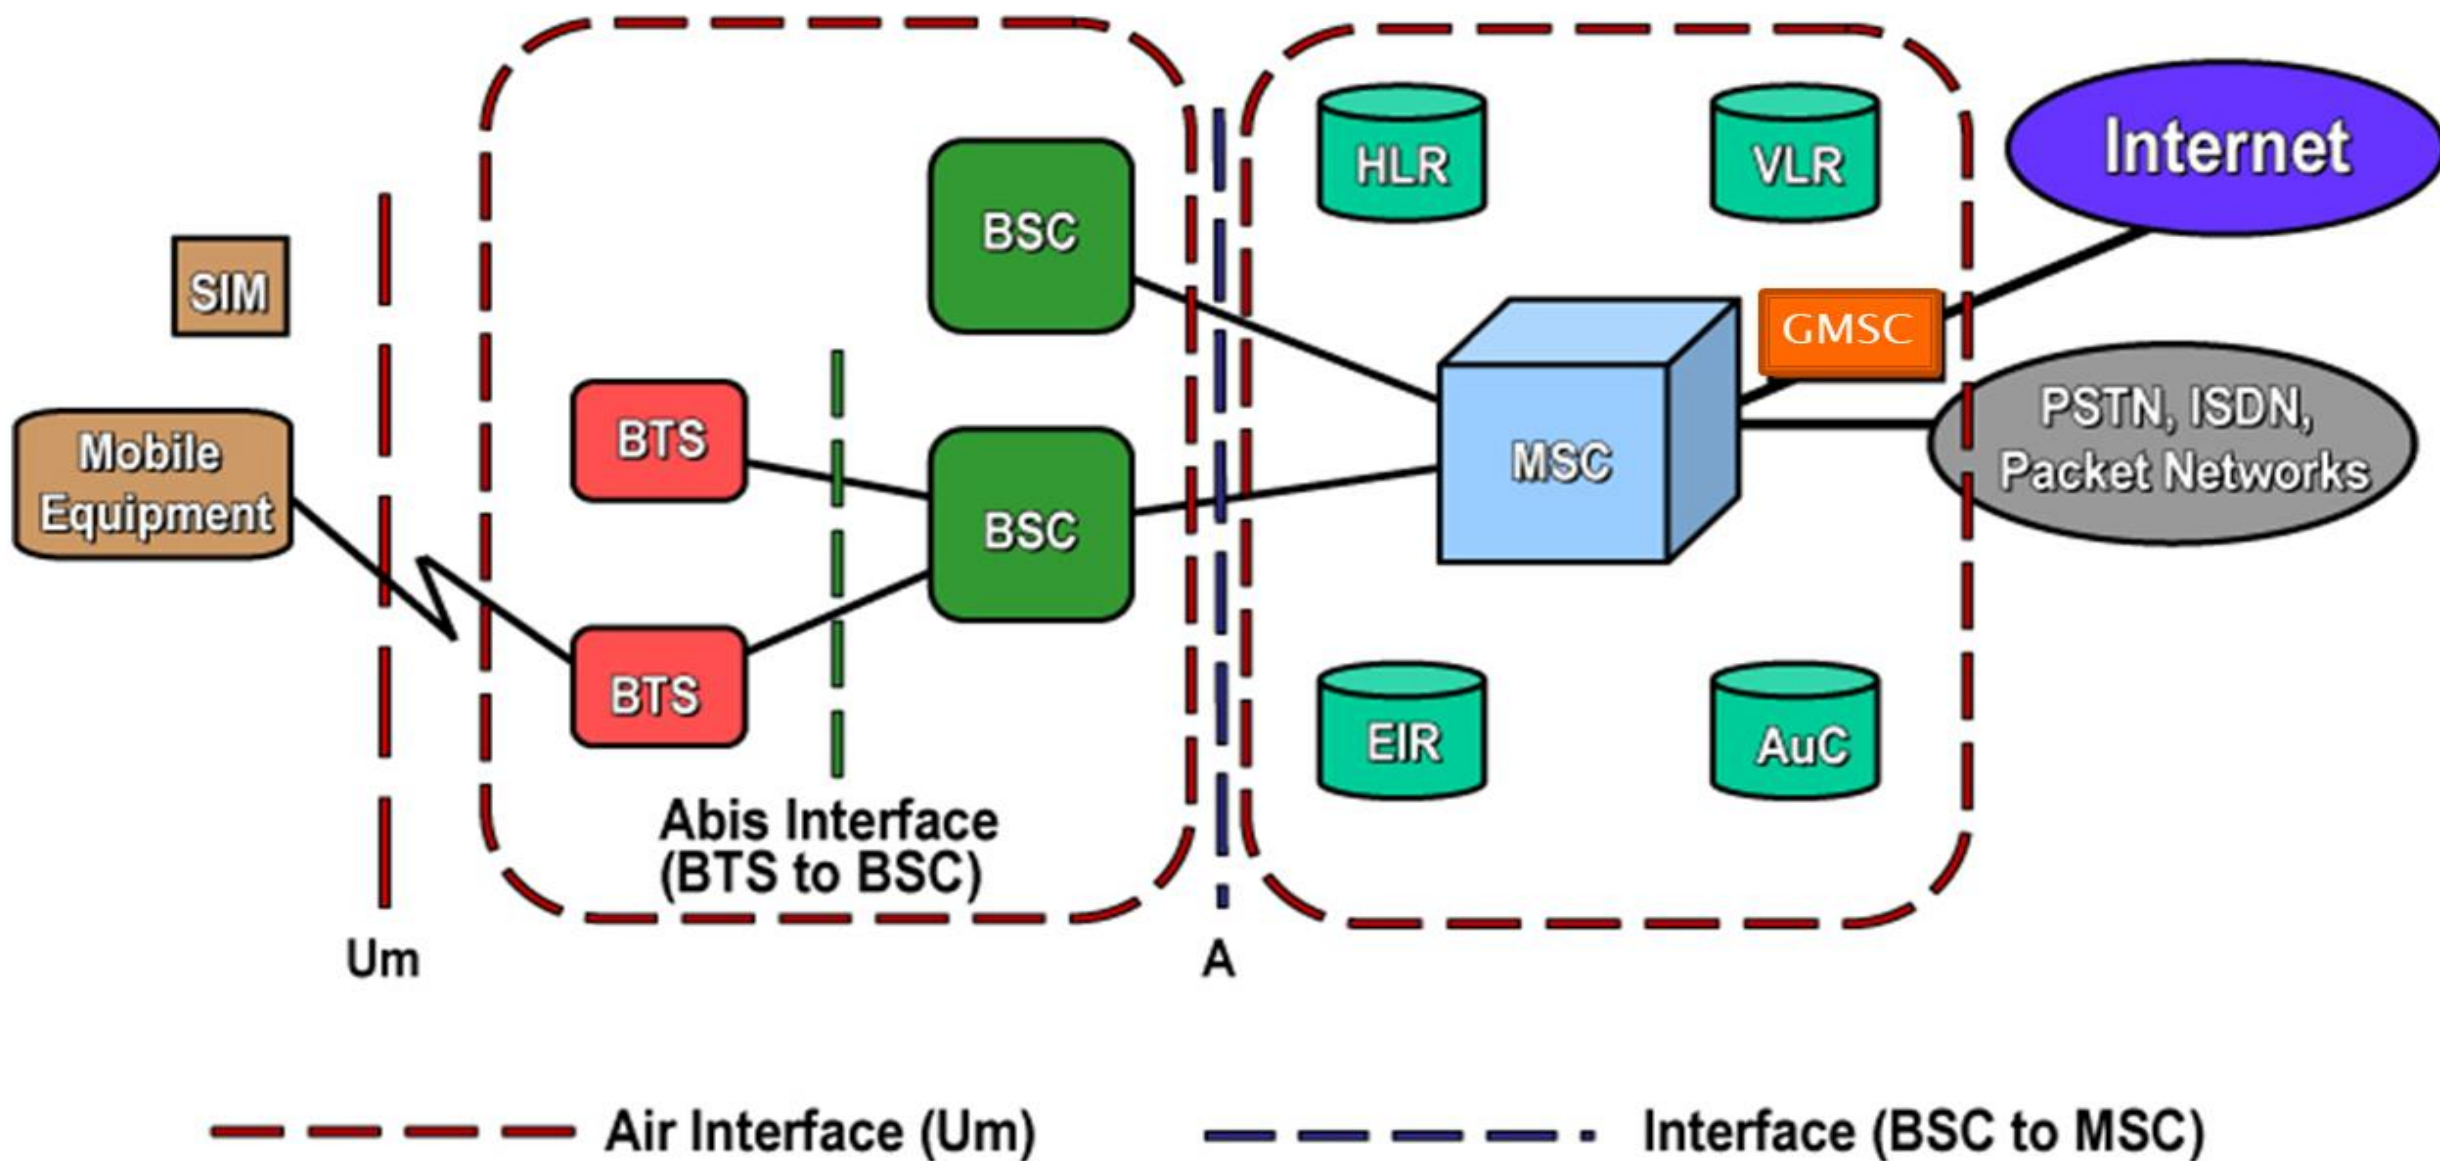 HLR
VLR
Internet
BSC
SIM
GMSC
BTS
Mobile
Equipment
BSC
MSC
PSTN, ISDN,
Packet Networks
BTS
EIR
AuC
Abis Interface
(BTS to BSC)
Um
A
Air Interface (Um)
Interface (BSC to MSC)